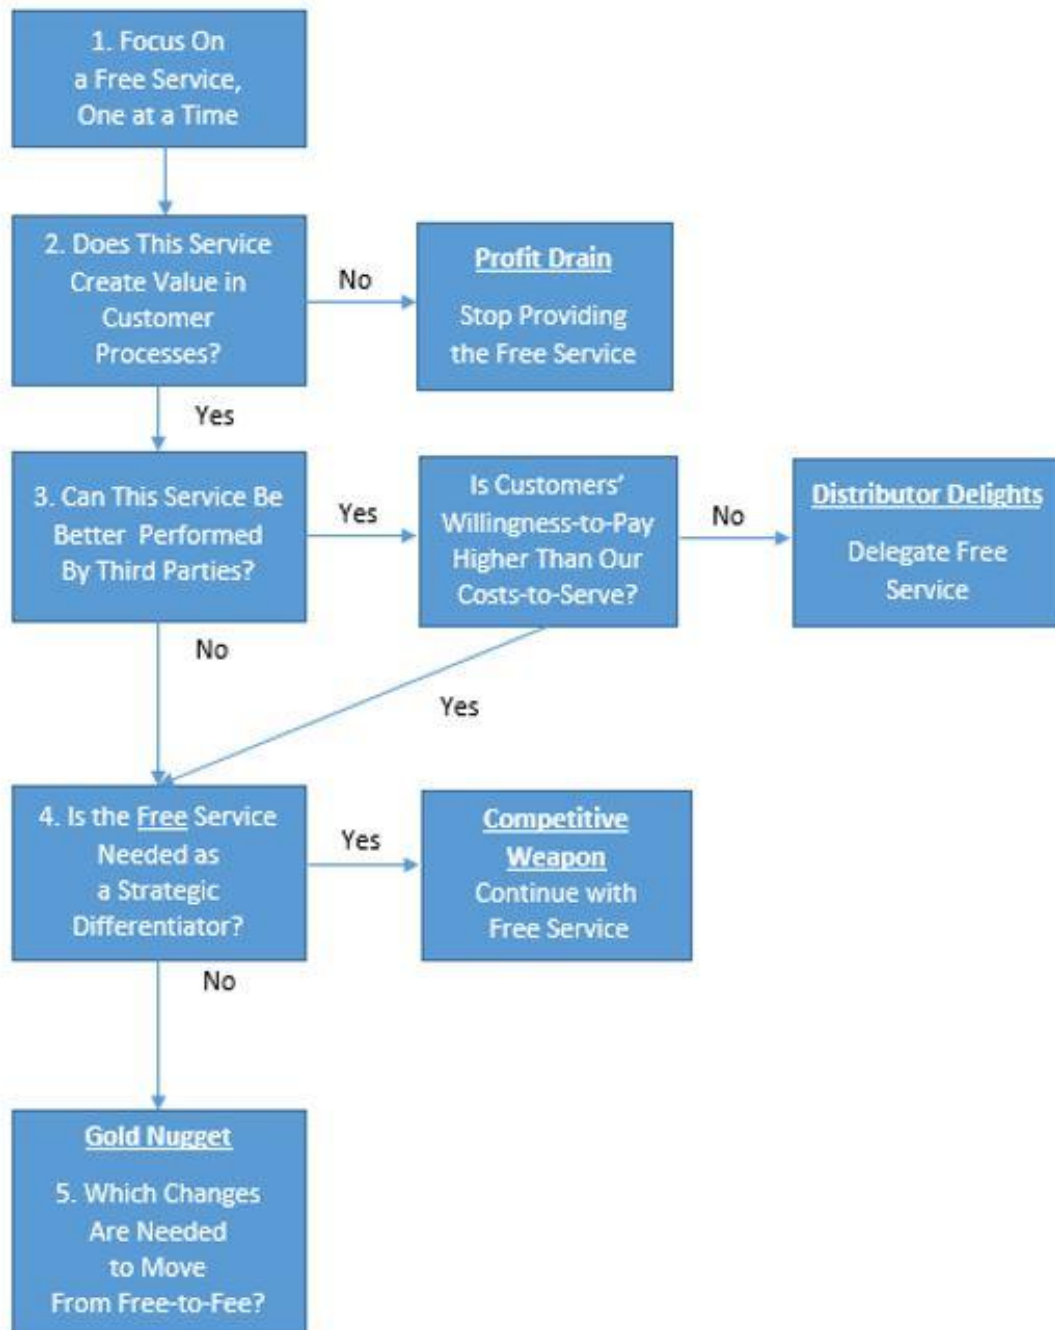 1. Focus On
a Free Service,
One at a Time
2. Does This Service
Create Value in
Customer
Processes?
No
Profit Drain
Stop Providing
the Free Service
Yes
3. Can This Service Be
Better Performed
By Third Parties?
Yes
Is Customers’
Willingness-to-Pay
Higher Than Our
Costs-to-Serve?
No
Distributor Delights
Delegate Free
Service
No
Yes
4. Is the Free Service
Needed as
a Strategic
Differentiator?
Yes
Competitive
Weapon
Continue with
Free Service
No
Gold Nugget
5. Which Changes
Are Needed
to Move
From Free-to-Fee?